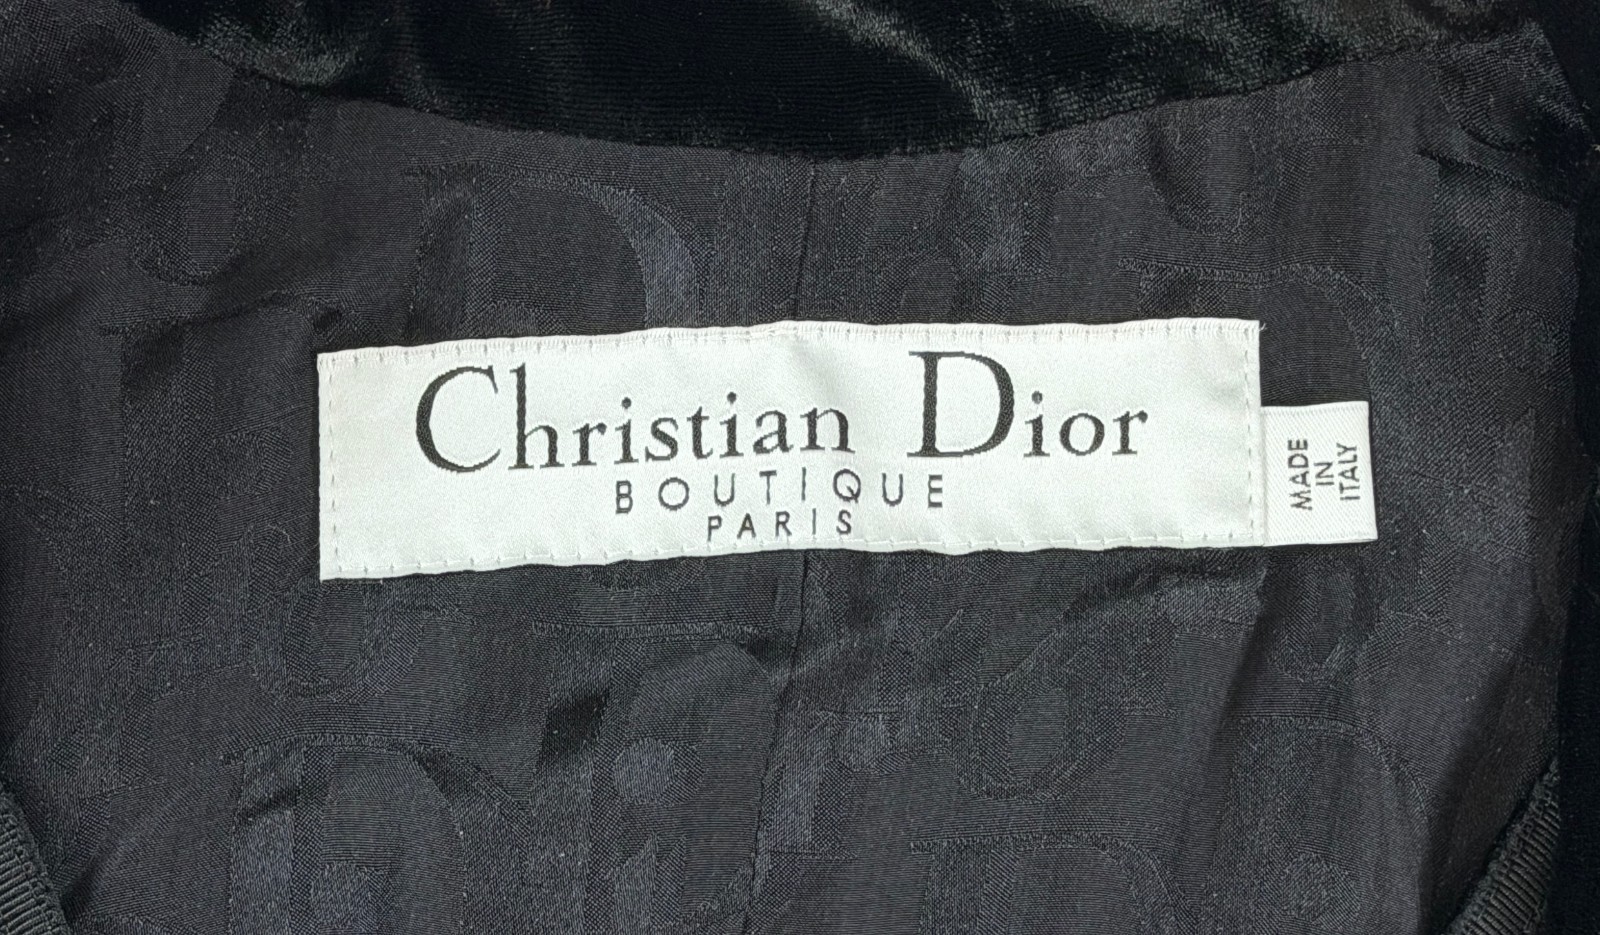 Christian Dior
BOUTIQUE
PARIS
MADE
IN
ITALY